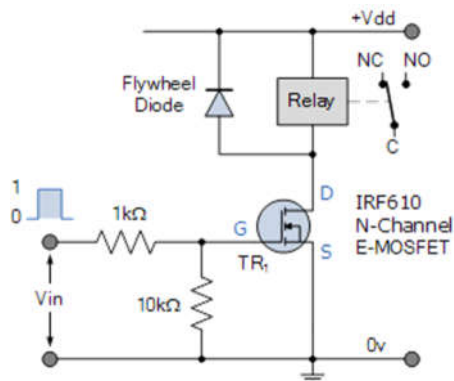 +Vdd
NC
NO
Flywheel
Diode
Relay
C
1
0
1kΩ
G
D
S
TR₁
IRF610
N-Channel
E-MOSFET
Vin
10kΩ
0v